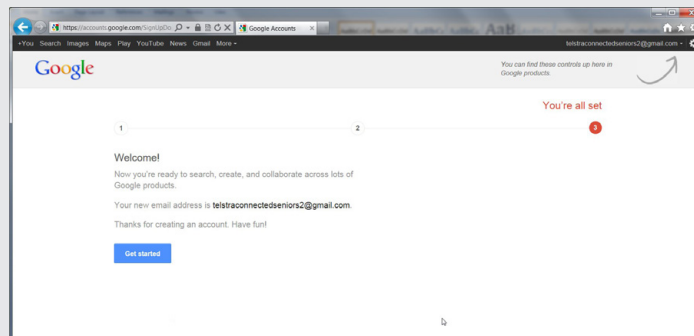 https://accounts.google.com/SignUpDo
Google Accounts
+You Search Images Maps Play YouTube News Gmail More
telstraconnectedseniors2@gmail.com
Google
You can find these controls up here in
Google products.
You're all set
1
2
3
Welcome!
Now you're ready to search, create, and collaborate across lots of
Google products.
Your new email address is telstraconnectedseniors2@gmail.com.
Thanks for creating an account. Have fun!
Get started